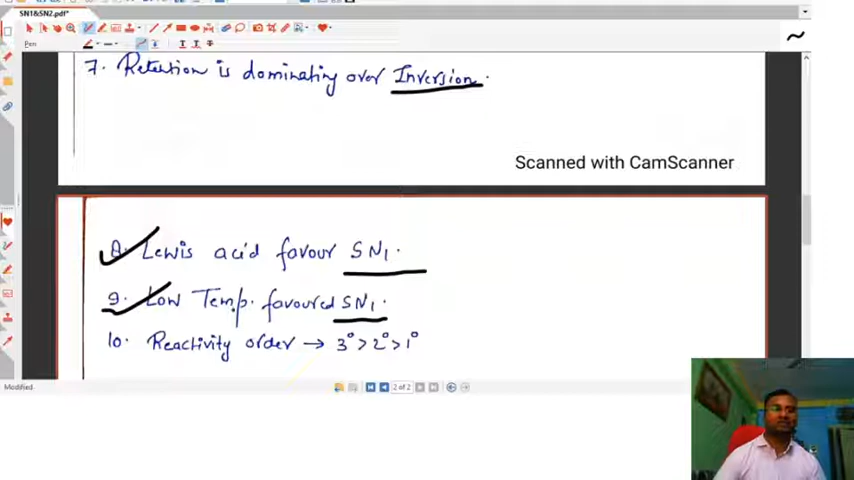 SN1&SN2.pdf*
Pen
7. Retention is dominating over Inversion.
Scanned with CamScanner
8. Lewis acid favour SN1.
9. Low Temp. favoured SN1.
10. Reactivity order → 3° > 2° > 1°
Modified.
2 of 2